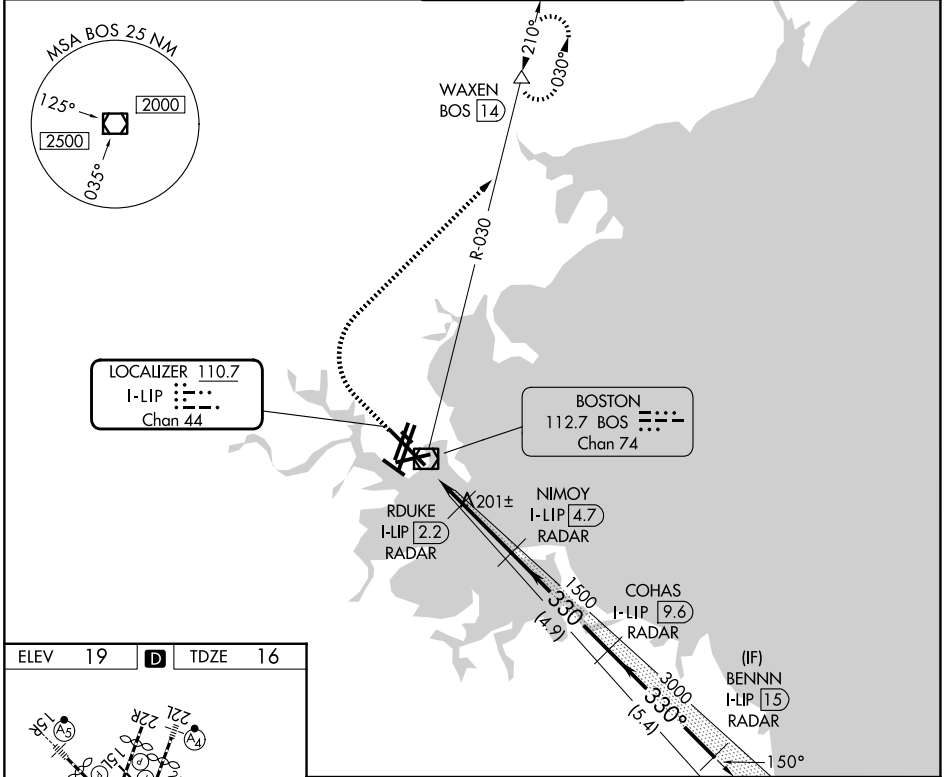 MSA BOS 25 NM
125°
2000
2500
035°
210°
030°
WAXEN
BOS 14
R-030
LOCALIZER 110.7
I-LIP
Chan 44
BOSTON
112.7 BOS
Chan 74
201±
RDUKE
I-LIP 2.2
RADAR
NIMOY
I-LIP 4.7
RADAR
1500
330
(4.9)
COHAS
I-LIP 9.6
RADAR
3000
330°
(5.4)
(IF)
BENNN
I-LIP 15
RADAR
150°
ELEV 19 D TDZE 16
15R
A5
22R
22L
A4
15L
P